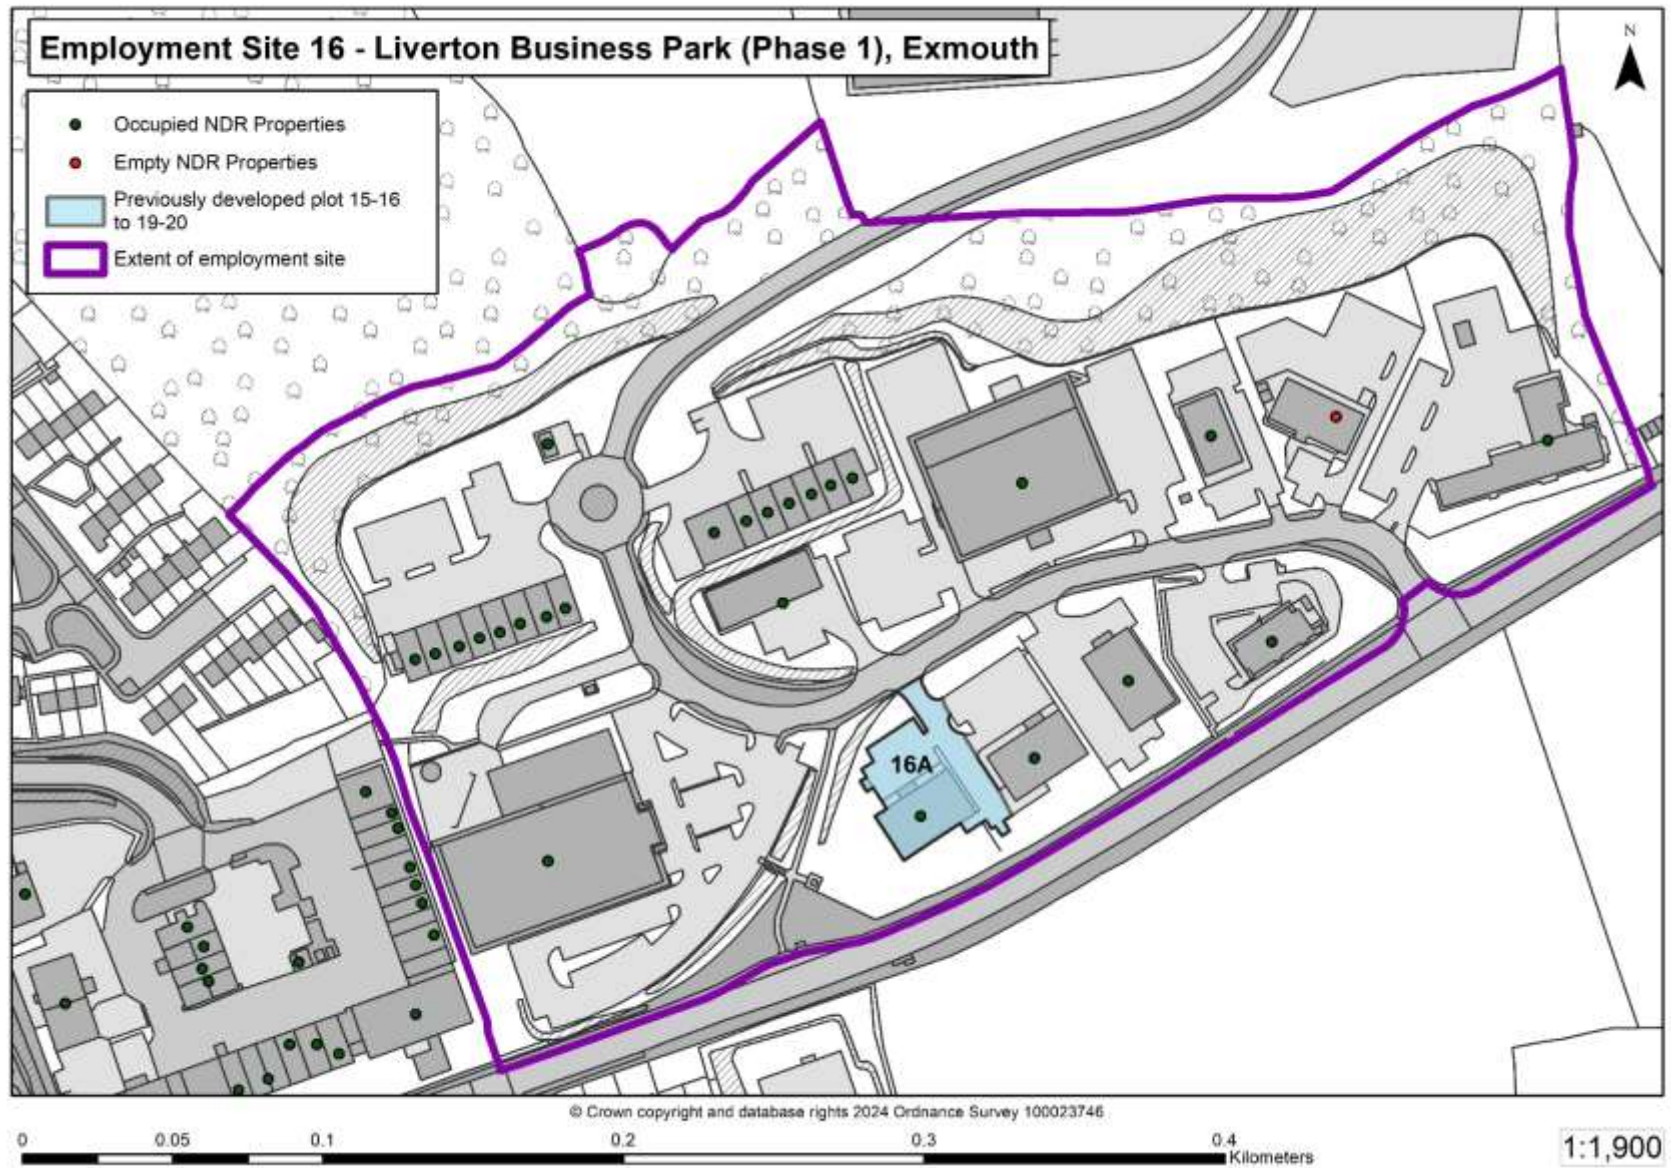 Employment Site 16 - Liverton Business Park (Phase 1), Exmouth
N
Occupied NDR Properties
Empty NDR Properties
Previously developed plot 15-16
to 19-20
Extent of employment site
16A
© Crown copyright and database rights 2024 Ordnance Survey 100023746
0 0.05 0.1 0.2 0.3 0.4
Kilometers
1:1,900